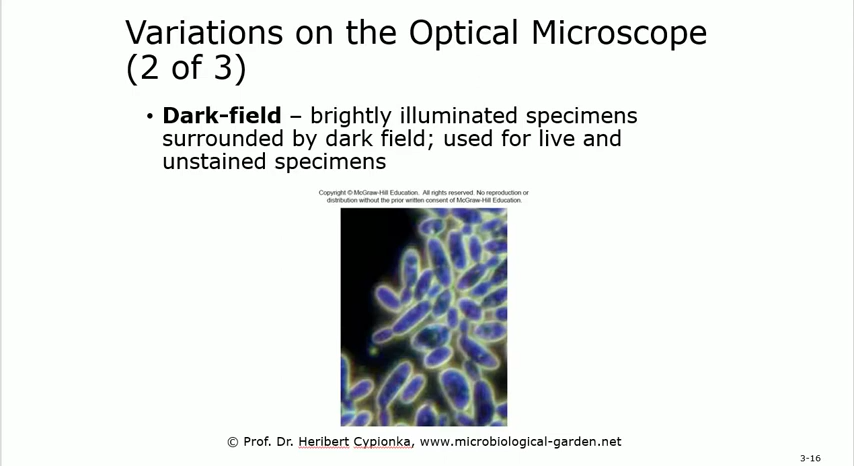 Variations on the Optical Microscope
(2 of 3)
• Dark-field – brightly illuminated specimens
surrounded by dark field; used for live and
unstained specimens
Copyright © McGraw-Hill Education. All rights reserved. No reproduction or
distribution without the prior written consent of McGraw-Hill Education.
© Prof. Dr. Heribert Cypionka, www.microbiological-garden.net
3-16